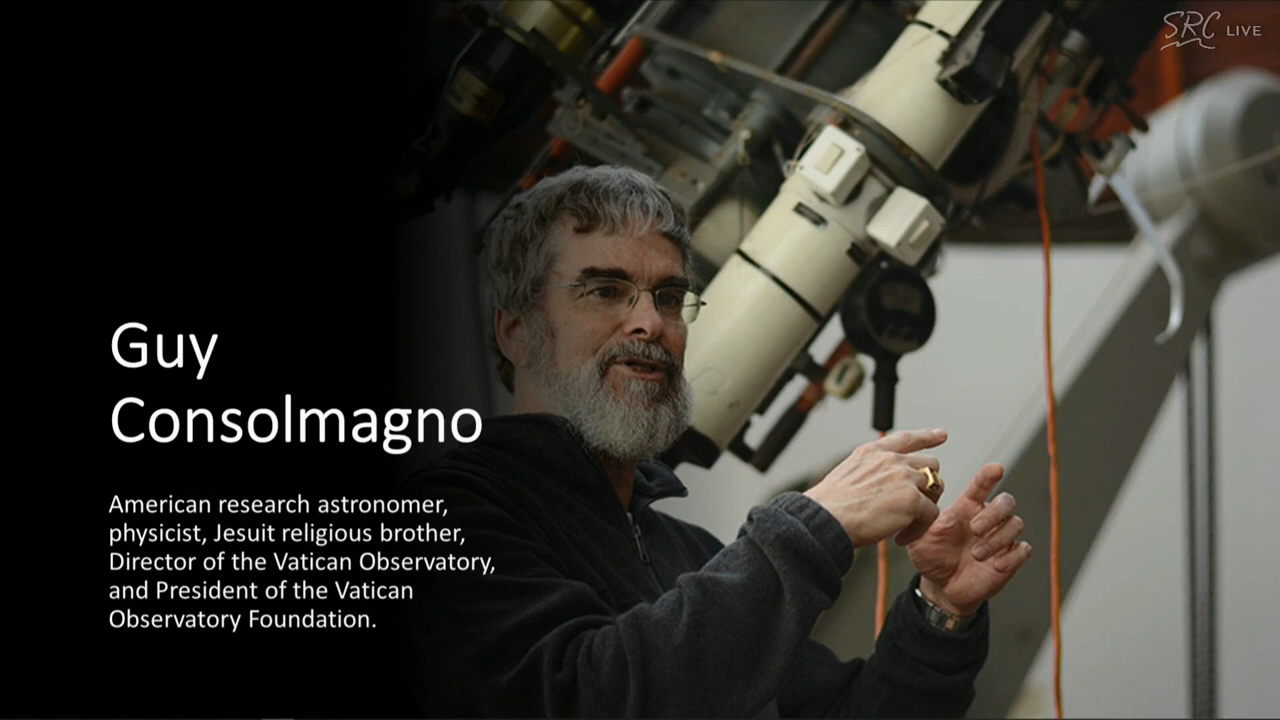 SRC LIVE
Guy
Consolmagno
American research astronomer,
physicist, Jesuit religious brother,
Director of the Vatican Observatory,
and President of the Vatican
Observatory Foundation.